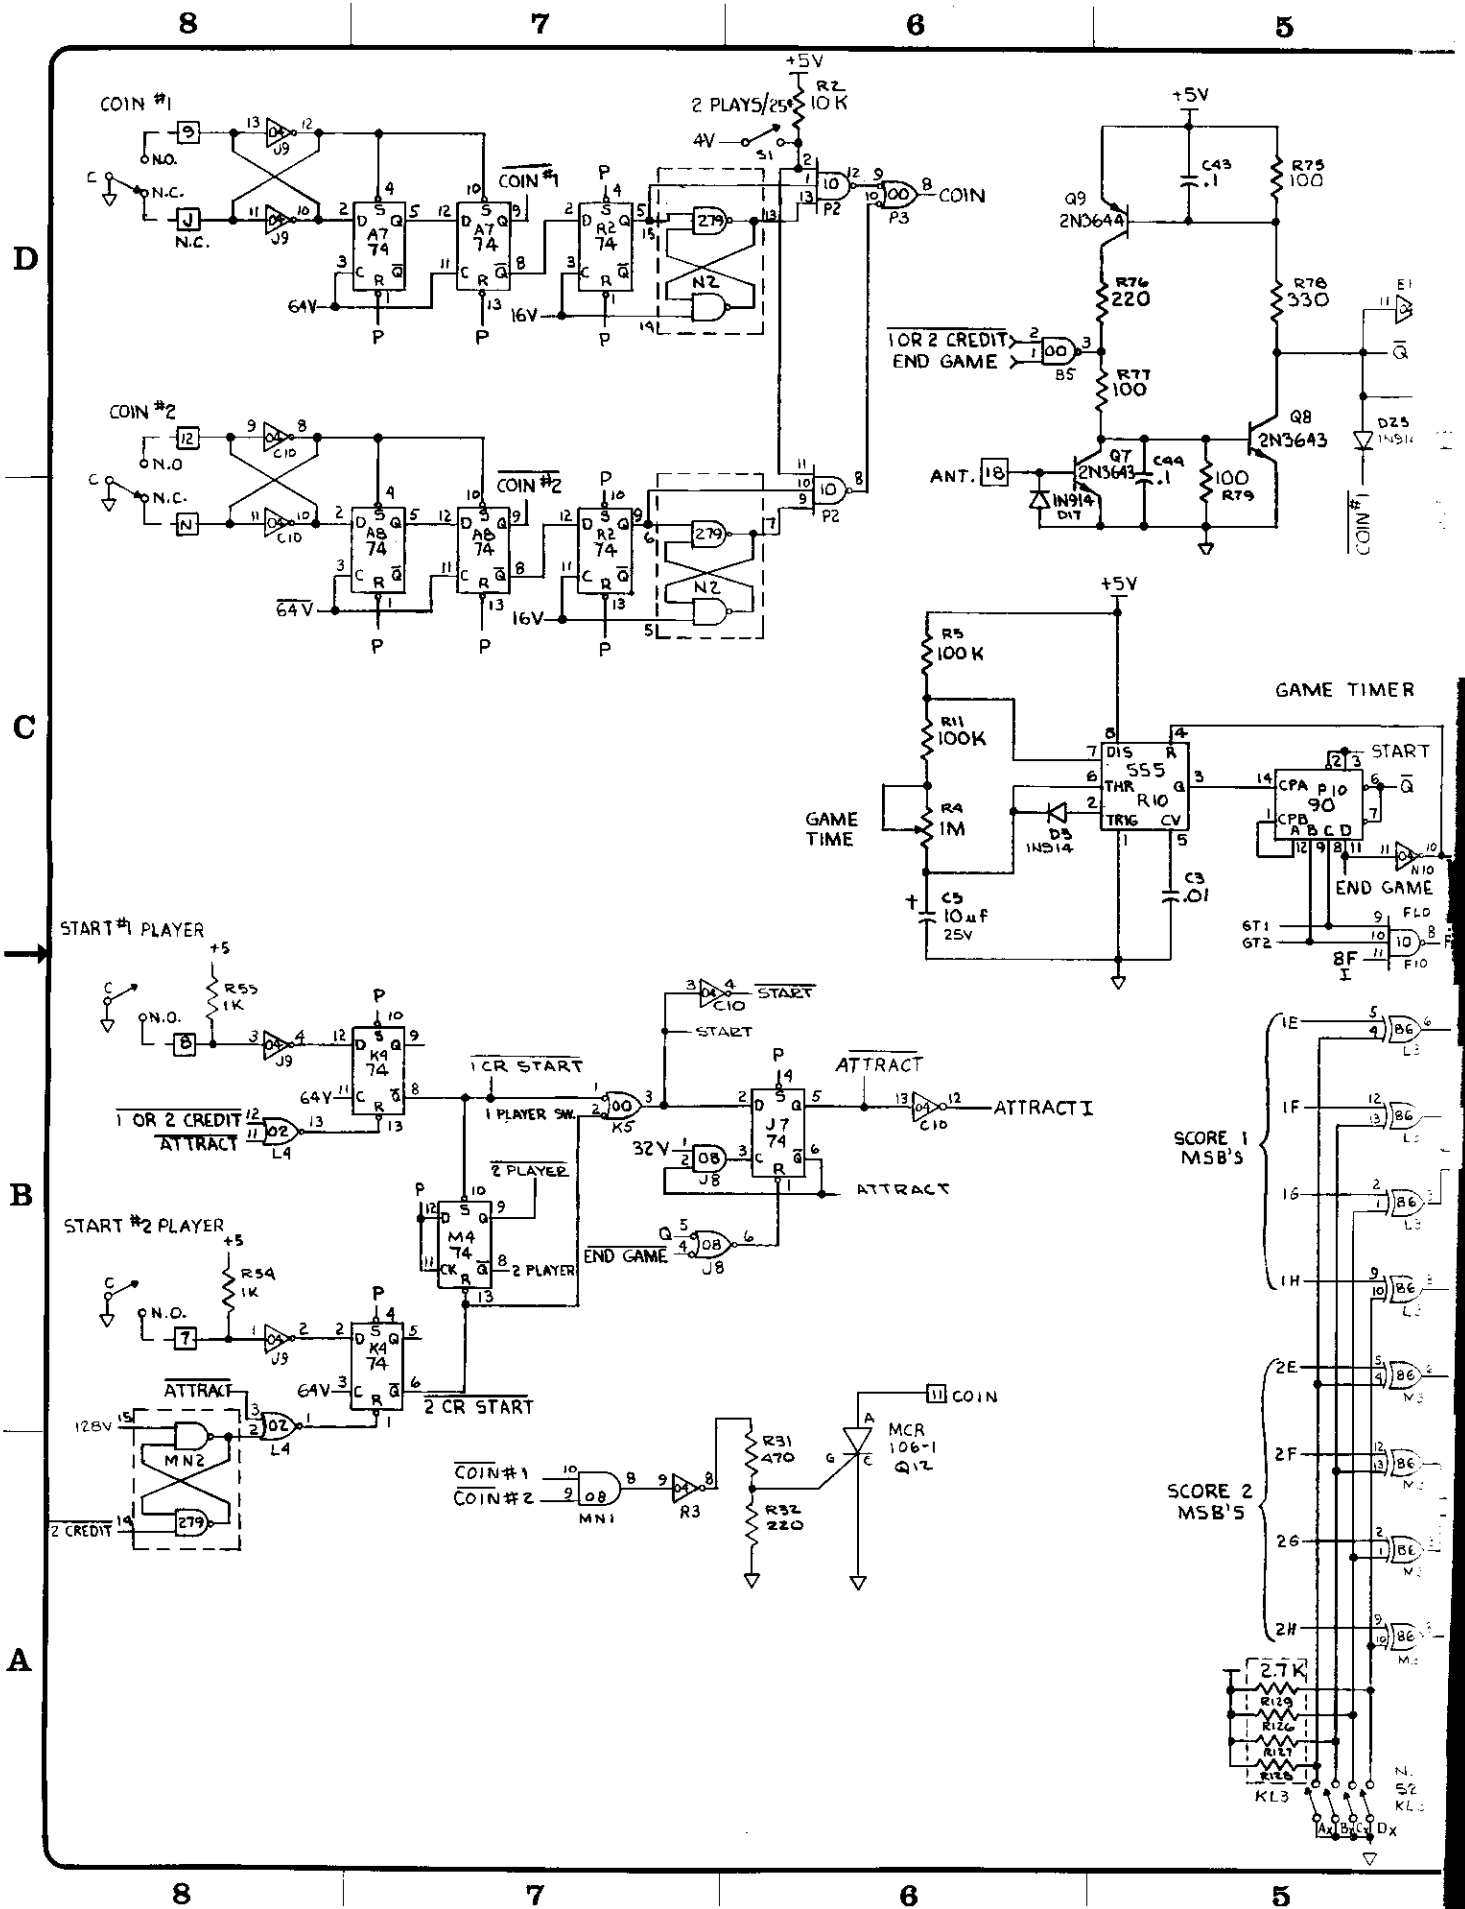 8 7 6 5
COIN #1
N.O.
C
N.C.
9
J
N.C.
13 04 12
J9
11 04 10
J9
4
S
2 D Q 5
A7
74
3 C Q̅
R
1
P
64V
10
S
12 D Q 9
A7
74
11 C Q̅ 8
R
13
P
COIN #1
P
4
S
2 D Q 5
R2
74
3 C Q̅
R
1
P
16V
15
279
13
N2
14
+5V
R2
10K
2 PLAYS/25¢
4V
S1
2
1 10 12
13
P2
9 00 8
10
P3
COIN
+5V
C43
.1
R75
100
Q9
2N3644
R76
220
R78
330
1 OR 2 CREDIT 2
END GAME 1
00 3
B5
R77
100
Q8
2N3643
Q7
2N3643
C44
.1
100
R79
ANT. 18
1N914
D17
E1
11
Q̅
D25
COIN #1
D
COIN #2
12
N.O
C
N.C.
N
9 04 8
C10
11 04 10
C10
4
S
2 D Q 5
A8
74
3 C Q̅
R
1
P
64V
10
S
12 D Q 9
A8
74
11 C Q̅ 8
R
13
P
COIN #2
P
10
S
12 D Q 9
R2
74
11 C Q̅
R
13
P
16V
6
279
7
N2
5
11
10 10 8
9
P2
C
+5V
R5
100K
R11
100K
R4
1M
GAME
TIME
C5
10µF
25V
D3
1N914
8 4
7 DIS R
555
6 THR Q 3
R10
2 TRIG CV
1 5
C3
.01
GAME TIMER
START
2 3
14 CPA P10 6 Q̅
90
1 CPB 7
A B C D
12 9 8 11
11 04 10
N10
END GAME
GT1 9 FL0
GT2 10 10 8
8F 11 F10
I
START #1 PLAYER
+5
R55
1K
C
N.O.
8
3 04 4
J9
P
10
S
12 D Q 9
K4
74
64V 11 C Q̅ 8
R
13
1 OR 2 CREDIT 12
ATTRACT 11
02 13
L4
1 CR START
1 PLAYER SW.
1
2 00 3
K5
3 04 4 START
C10
START
P
4
S
2 D Q 5
J7
74
3 C Q̅ 6
R
1
32V 1
2 08
J8
ATTRACT
13 04 12 ATTRACT I
C10
ATTRACT
Q 5
END GAME 4
08 6
J8
B
2 PLAYER
P
10
S
12 D Q 9
M4
74
11 CK Q̅ 8 2 PLAYER
R
13
START #2 PLAYER
+5
R54
1K
C
N.O.
7
1 04 2
J9
P
4
S
2 D Q 5
K4
74
64V 3 C Q̅ 6
R
1
2 CR START
ATTRACT
3
2 02 1
L4
128V 15
MN2
279
2 CREDIT 14
COIN #1 10
COIN #2 9
08 8
MN1
9 04 8
R3
R31
470
R32
220
11 COIN
A
G
C
MCR
106-1
Q12
SCORE 1
MSB'S
1E 5
4 86 6
L3
1F 12
13 86
1G 2
1 86 3
L3
1H 9
10 86
L3
SCORE 2
MSB'S
2E 5
4 86 6
M3
2F 12
13 86
2G 2
1
2H 9
10 86
A
2.7K
R129
R126
R127
R128
KL3
Ax Bx Cx Dx
8 7 6 5